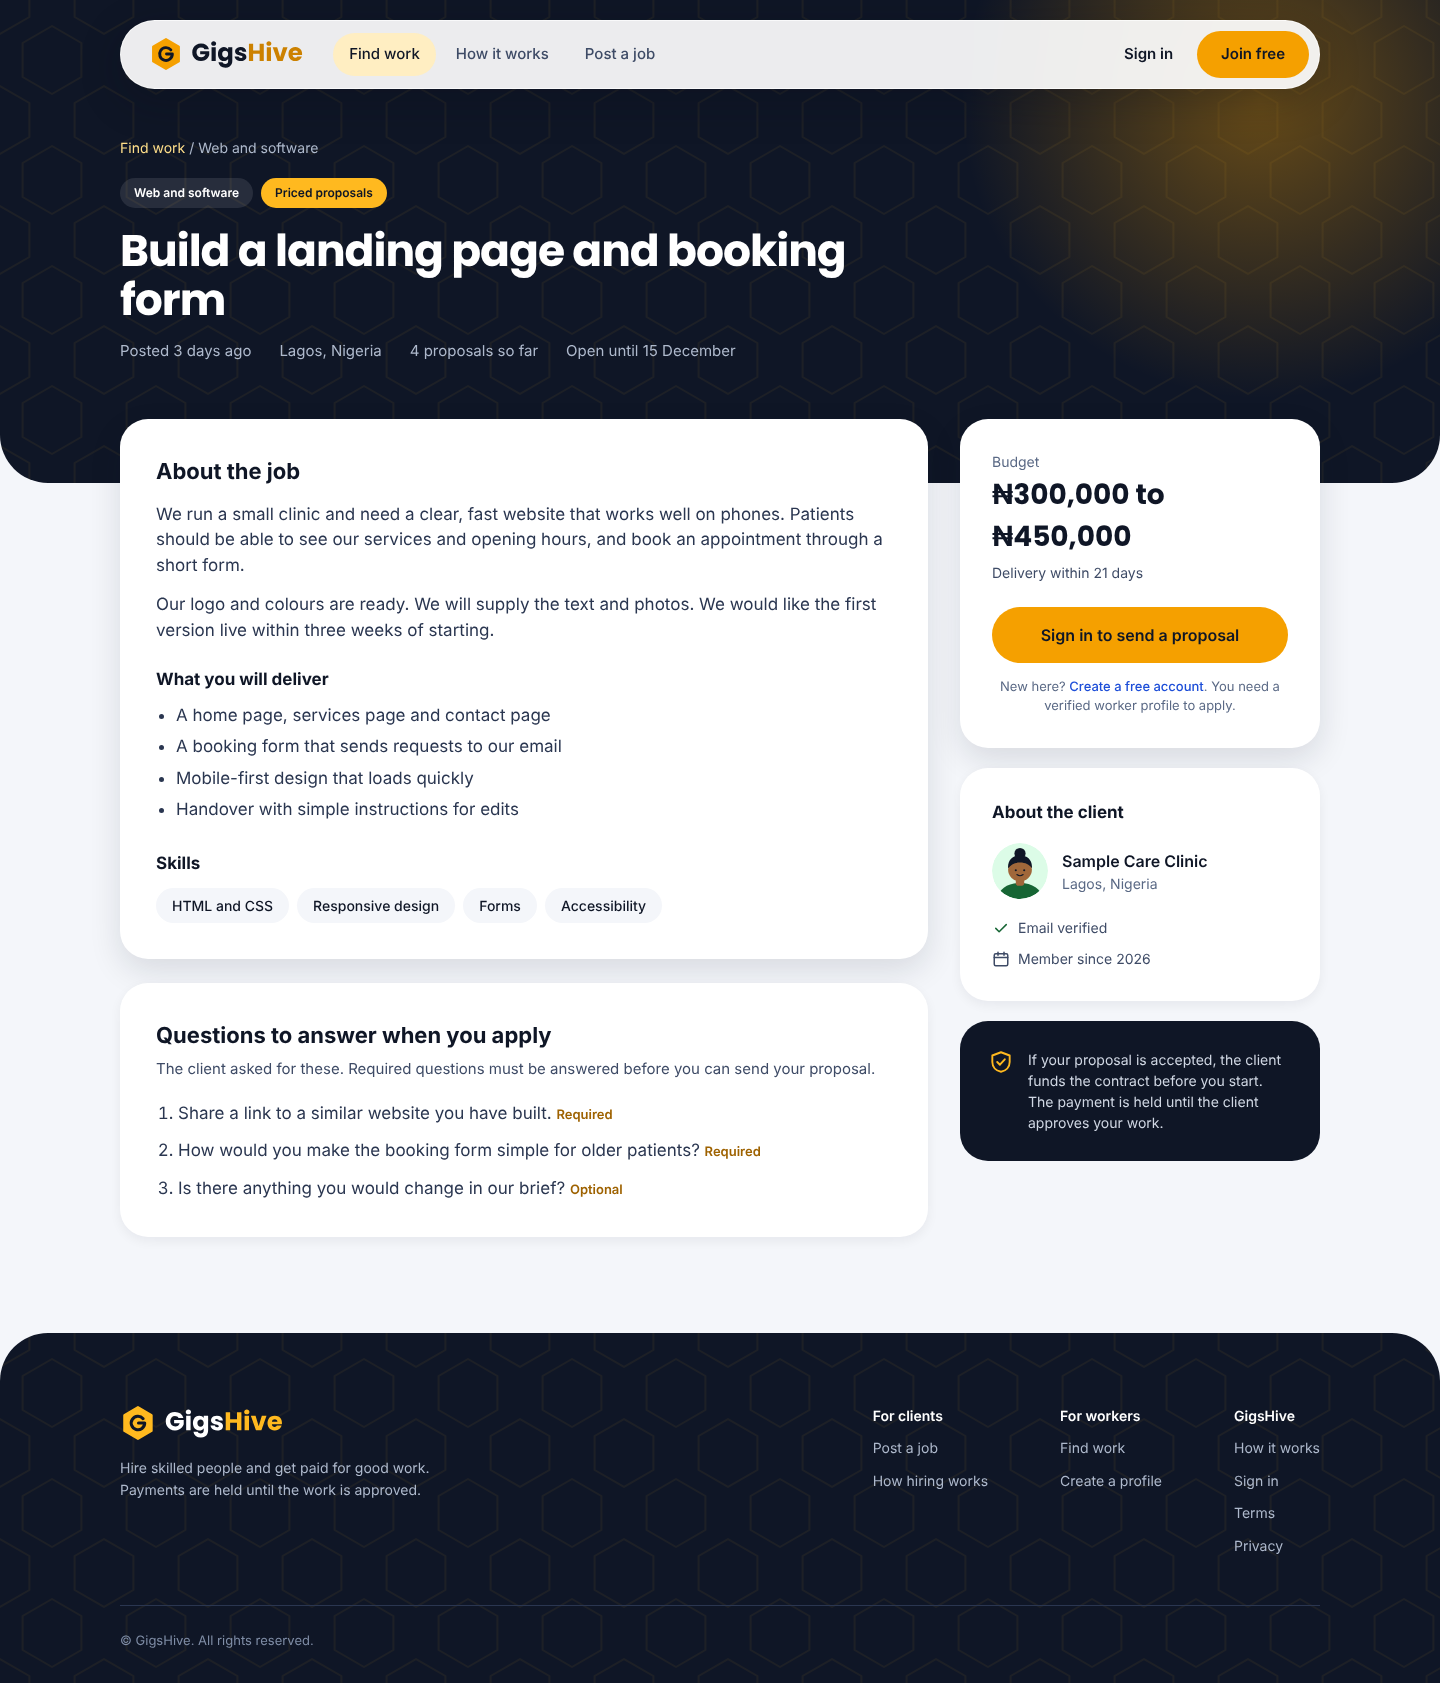 GigsHive
Find work
How it works
Post a job
Sign in
Join free
Find work / Web and software
Web and software
Priced proposals
Build a landing page and booking
form
Posted 3 days ago
Lagos, Nigeria
4 proposals so far
Open until 15 December
About the job
We run a small clinic and need a clear, fast website that works well on phones. Patients
should be able to see our services and opening hours, and book an appointment through a
short form.
Our logo and colours are ready. We will supply the text and photos. We would like the first
version live within three weeks of starting.
What you will deliver
• A home page, services page and contact page
• A booking form that sends requests to our email
• Mobile-first design that loads quickly
• Handover with simple instructions for edits
Skills
HTML and CSS
Responsive design
Forms
Accessibility
Questions to answer when you apply
The client asked for these. Required questions must be answered before you can send your proposal.
1. Share a link to a similar website you have built. Required
2. How would you make the booking form simple for older patients? Required
3. Is there anything you would change in our brief? Optional
Budget
₦300,000 to
₦450,000
Delivery within 21 days
Sign in to send a proposal
New here? Create a free account. You need a
verified worker profile to apply.
About the client
Sample Care Clinic
Lagos, Nigeria
Email verified
Member since 2026
If your proposal is accepted, the client
funds the contract before you start.
The payment is held until the client
approves your work.
GigsHive
Hire skilled people and get paid for good work.
Payments are held until the work is approved.
For clients
Post a job
How hiring works
For workers
Find work
Create a profile
GigsHive
How it works
Sign in
Terms
Privacy
© GigsHive. All rights reserved.